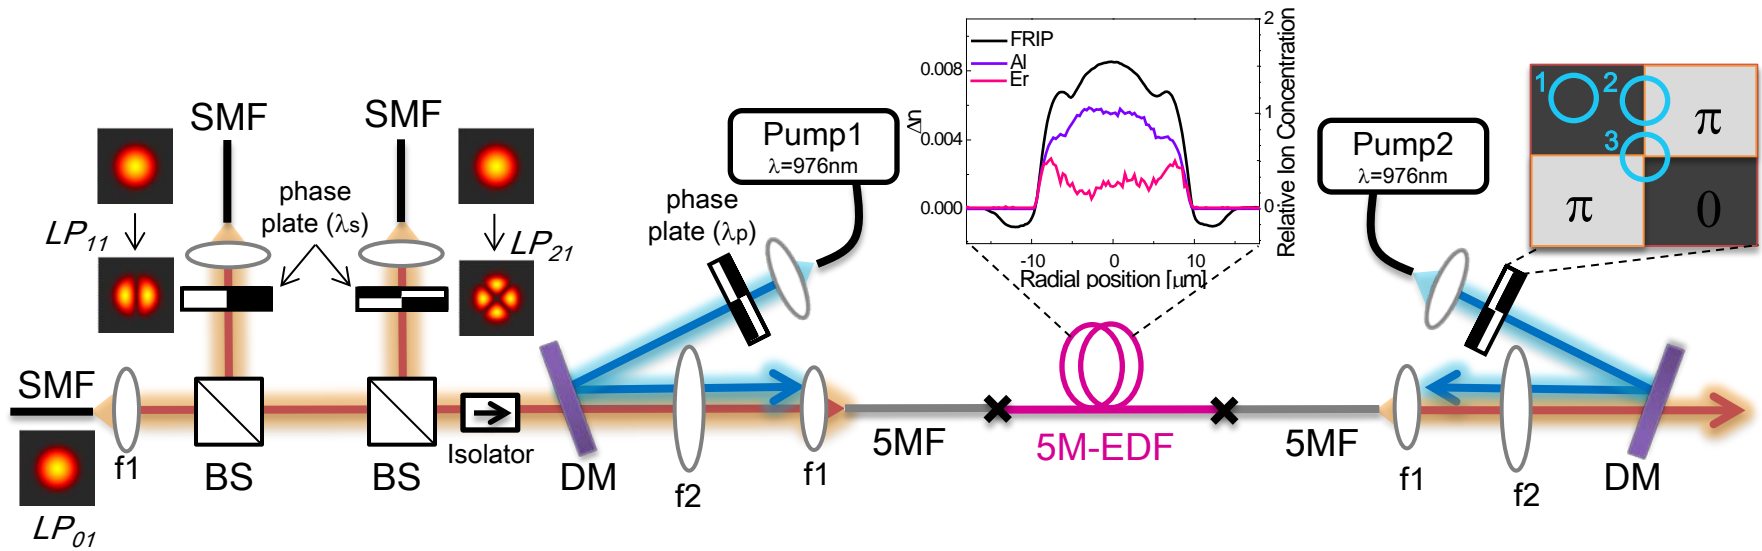 SMF
SMF
LP11
phase
plate (λs)
LP21
SMF
f1
LP01
BS
BS
Isolator
DM
phase
plate (λp)
Pump1
λ=976nm
f2
f1
5MF
5M-EDF
5MF
FRIP
Al
Er
Δn
0.008
0.004
0.000
2
1
0
Relative Ion Concentration
-10
0
10
Radial position [μm]
Pump2
λ=976nm
1
2
3
π
π
0
f1
f2
DM